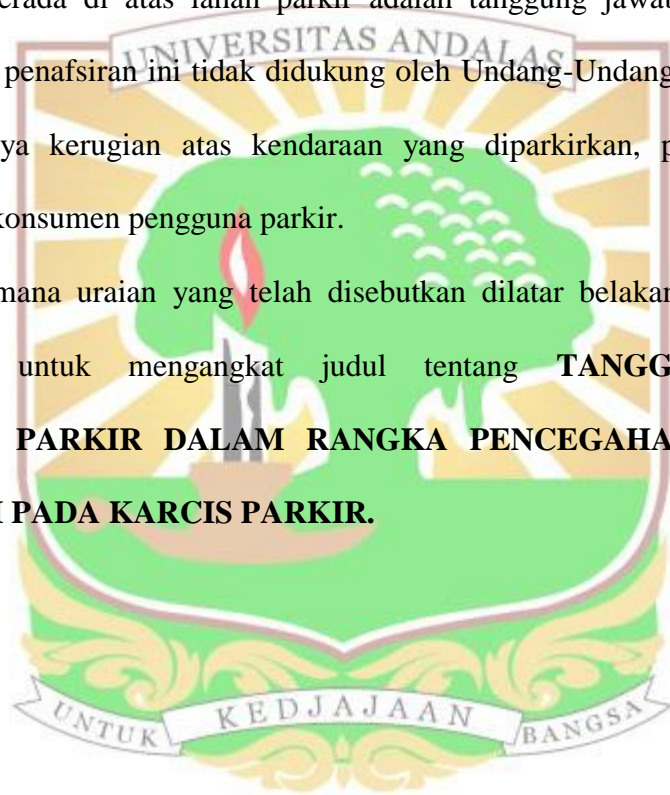 erada di atas lahan parkir adalah tanggung jawab
UNIVERSITAS ANDALAS
penafsiran ini tidak didukung oleh Undang-Undang
ya kerugian atas kendaraan yang diparkirkan, p
konsumen pengguna parkir.
mana uraian yang telah disebutkan dilatar belakan
untuk mengangkat judul tentang TANGG
PARKIR DALAM RANGKA PENCEGAHA
I PADA KARCIS PARKIR.
UNTUK KEDJAJAAN BANGSA